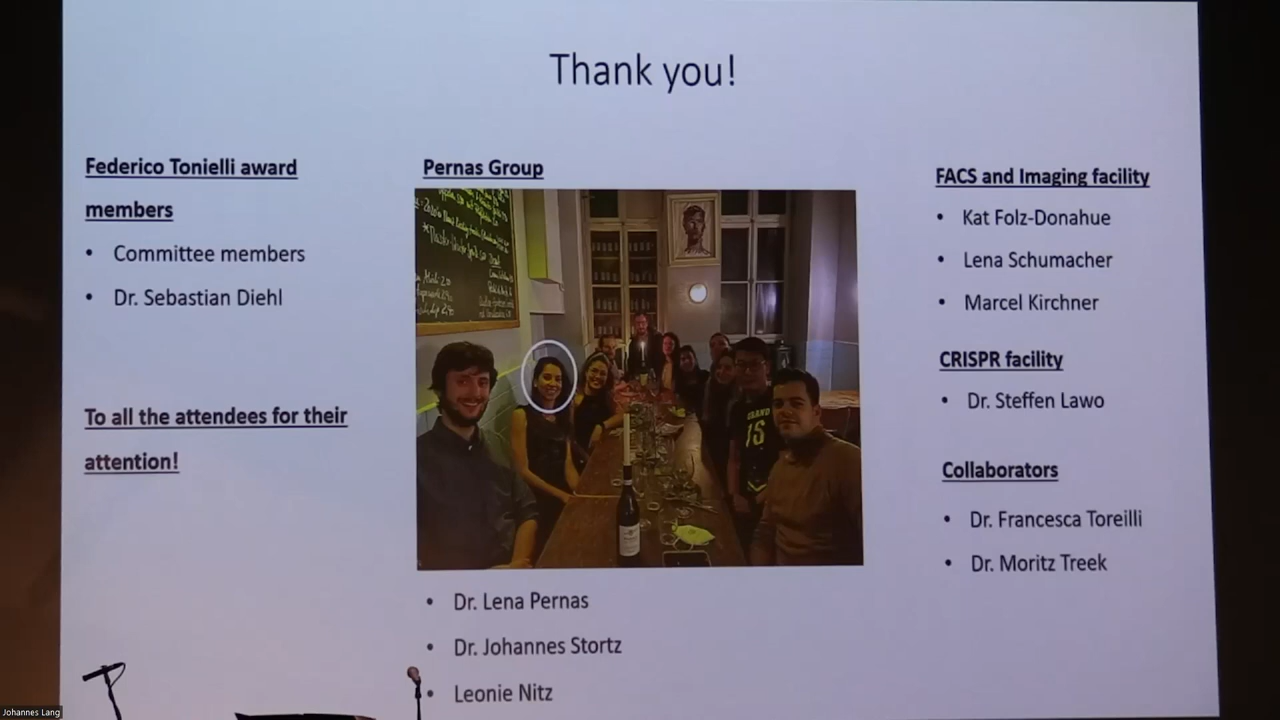 Thank you!
Federico Tonielli award
members
• Committee members
• Dr. Sebastian Diehl
To all the attendees for their
attention!
Pernas Group
GRAND
15
• Dr. Lena Pernas
• Dr. Johannes Stortz
• Leonie Nitz
FACS and Imaging facility
• Kat Folz-Donahue
• Lena Schumacher
• Marcel Kirchner
CRISPR facility
• Dr. Steffen Lawo
Collaborators
• Dr. Francesca Toreilli
• Dr. Moritz Treek
Johannes Lang